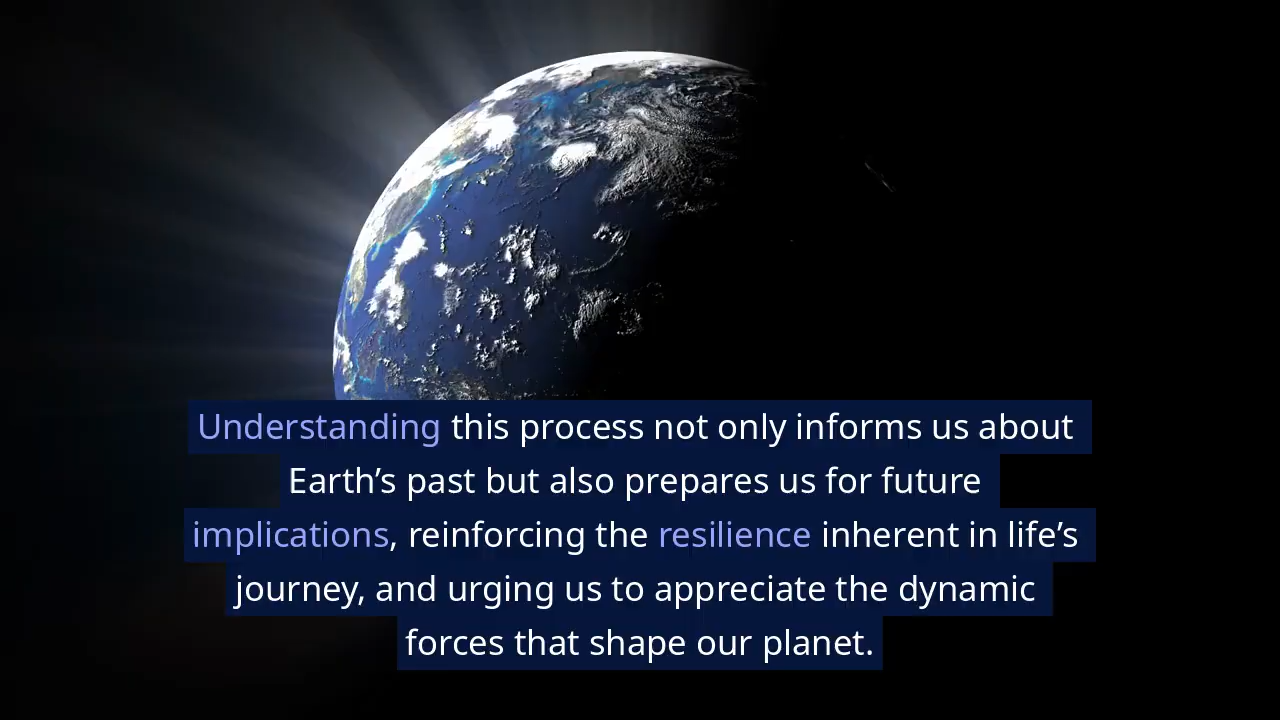 Understanding this process not only informs us about
Earth’s past but also prepares us for future
implications, reinforcing the resilience inherent in life’s
journey, and urging us to appreciate the dynamic
forces that shape our planet.